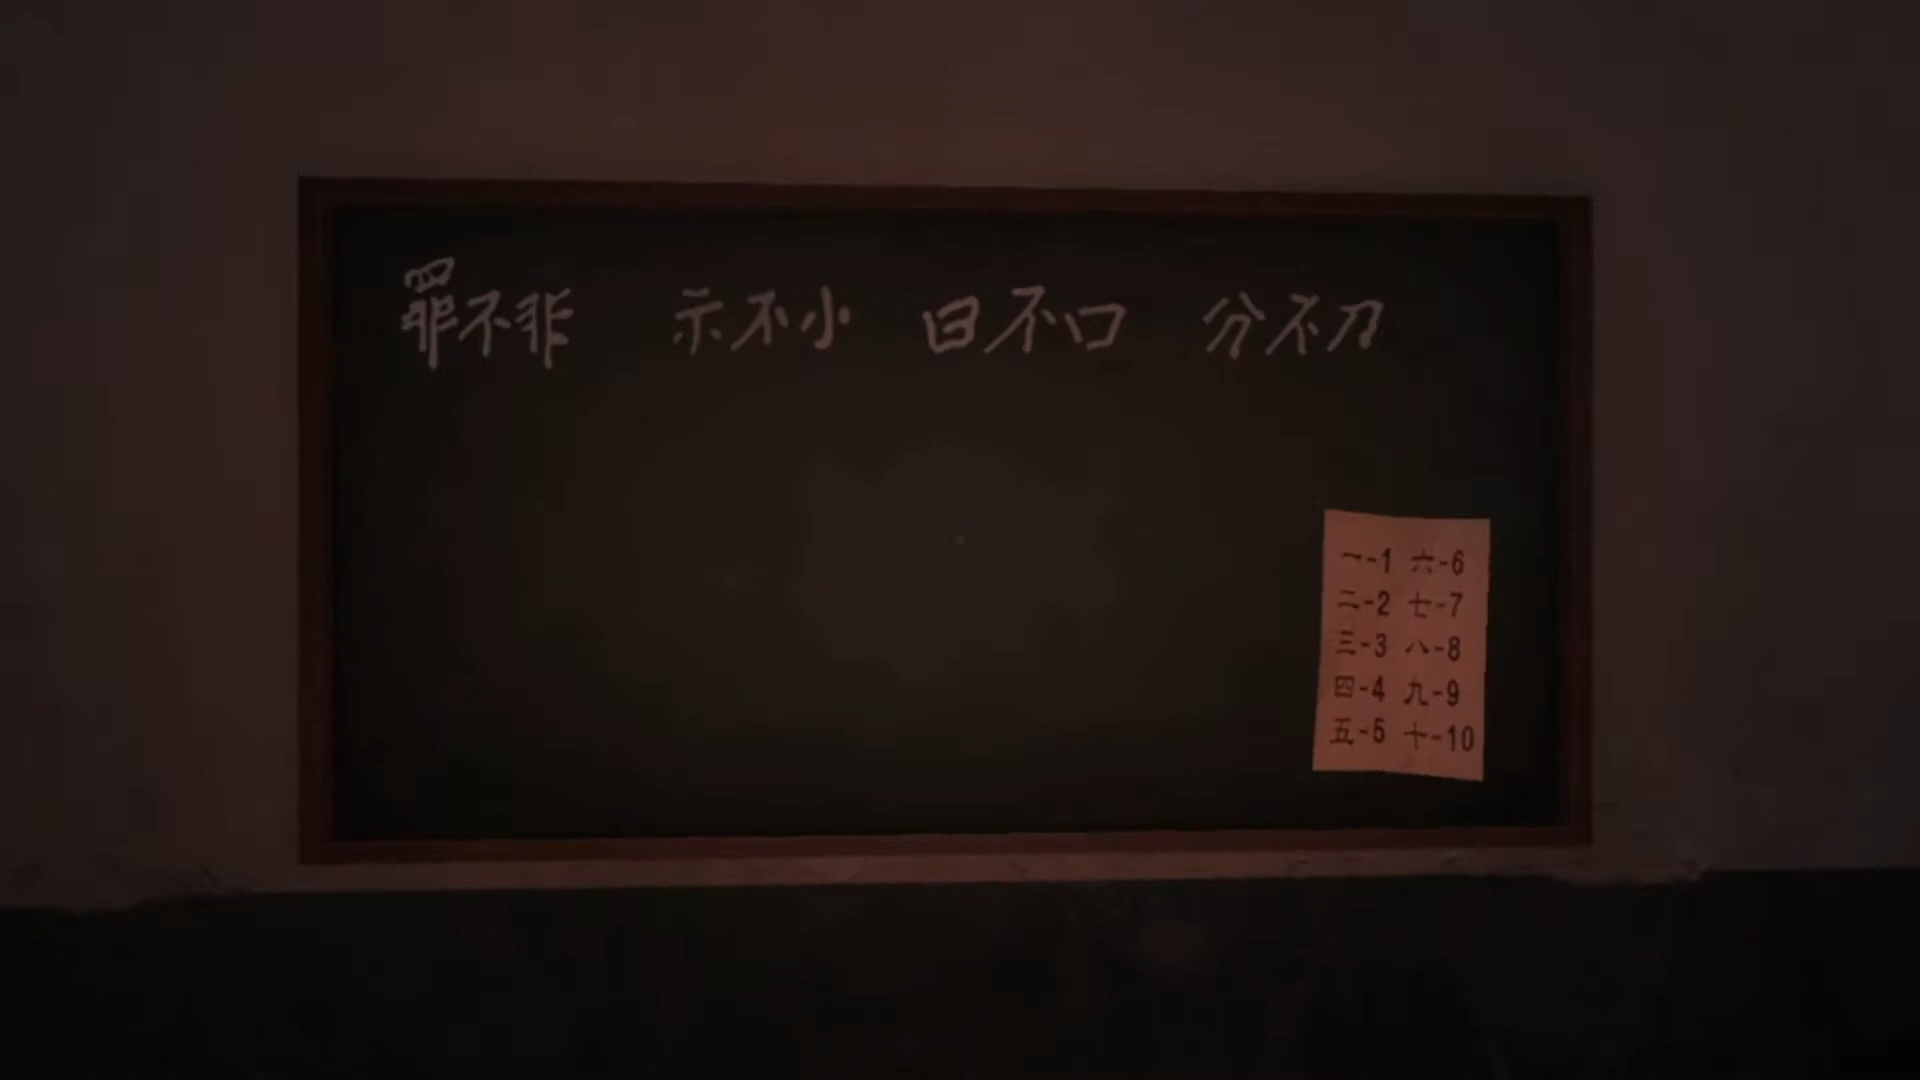 罪不非 示不小 日不口 分不刀
一-1 六-6
二-2 七-7
三-3 八-8
四-4 九-9
五-5 十-10